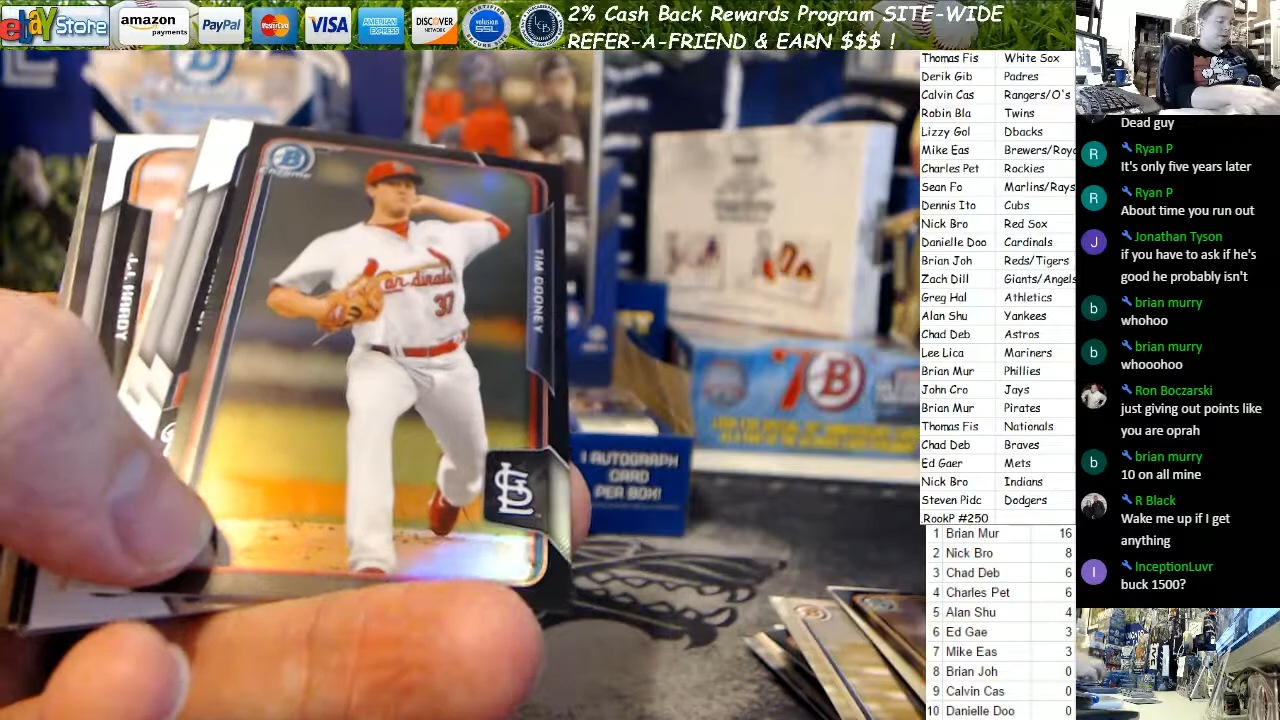 ebay Store
amazon payments
PayPal
MasterCard
VISA
AMERICAN EXPRESS
DISCOVER NETWORK
SSL
2% Cash Back Rewards Program SITE-WIDE
REFER-A-FRIEND & EARN $$$ !
Chrome
TIM COONEY
Cardinals
37
J.J. HARDY
1 AUTOGRAPH
CARD
PER BOX!
Thomas Fis White Sox
Derik Gib Padres
Calvin Cas Rangers/O's
Robin Bla Twins
Lizzy Gol Dbacks
Mike Eas Brewers/Royo
Charles Pet Rockies
Sean Fo Marlins/Rays
Dennis Ito Cubs
Nick Bro Red Sox
Danielle Doo Cardinals
Brian Joh Reds/Tigers
Zach Dill Giants/Angels
Greg Hal Athletics
Alan Shu Yankees
Chad Deb Astros
Lee Lica Mariners
Brian Mur Phillies
John Cro Jays
Brian Mur Pirates
Thomas Fis Nationals
Chad Deb Braves
Ed Gaer Mets
Nick Bro Indians
Steven Pidc Dodgers
RookP #250
1 Brian Mur 16
2 Nick Bro 8
3 Chad Deb 6
4 Charles Pet 6
5 Alan Shu 4
6 Ed Gae 3
7 Mike Eas 3
8 Brian Joh 0
9 Calvin Cas 0
10 Danielle Doo 0
Dead guy
R Ryan P
It's only five years later
R Ryan P
About time you run out
J Jonathan Tyson
if you have to ask if he's
good he probably isn't
b brian murry
whohoo
b brian murry
whooohoo
Ron Boczarski
just giving out points like
you are oprah
b brian murry
10 on all mine
R Black
Wake me up if I get
anything
I InceptionLuvr
buck 1500?